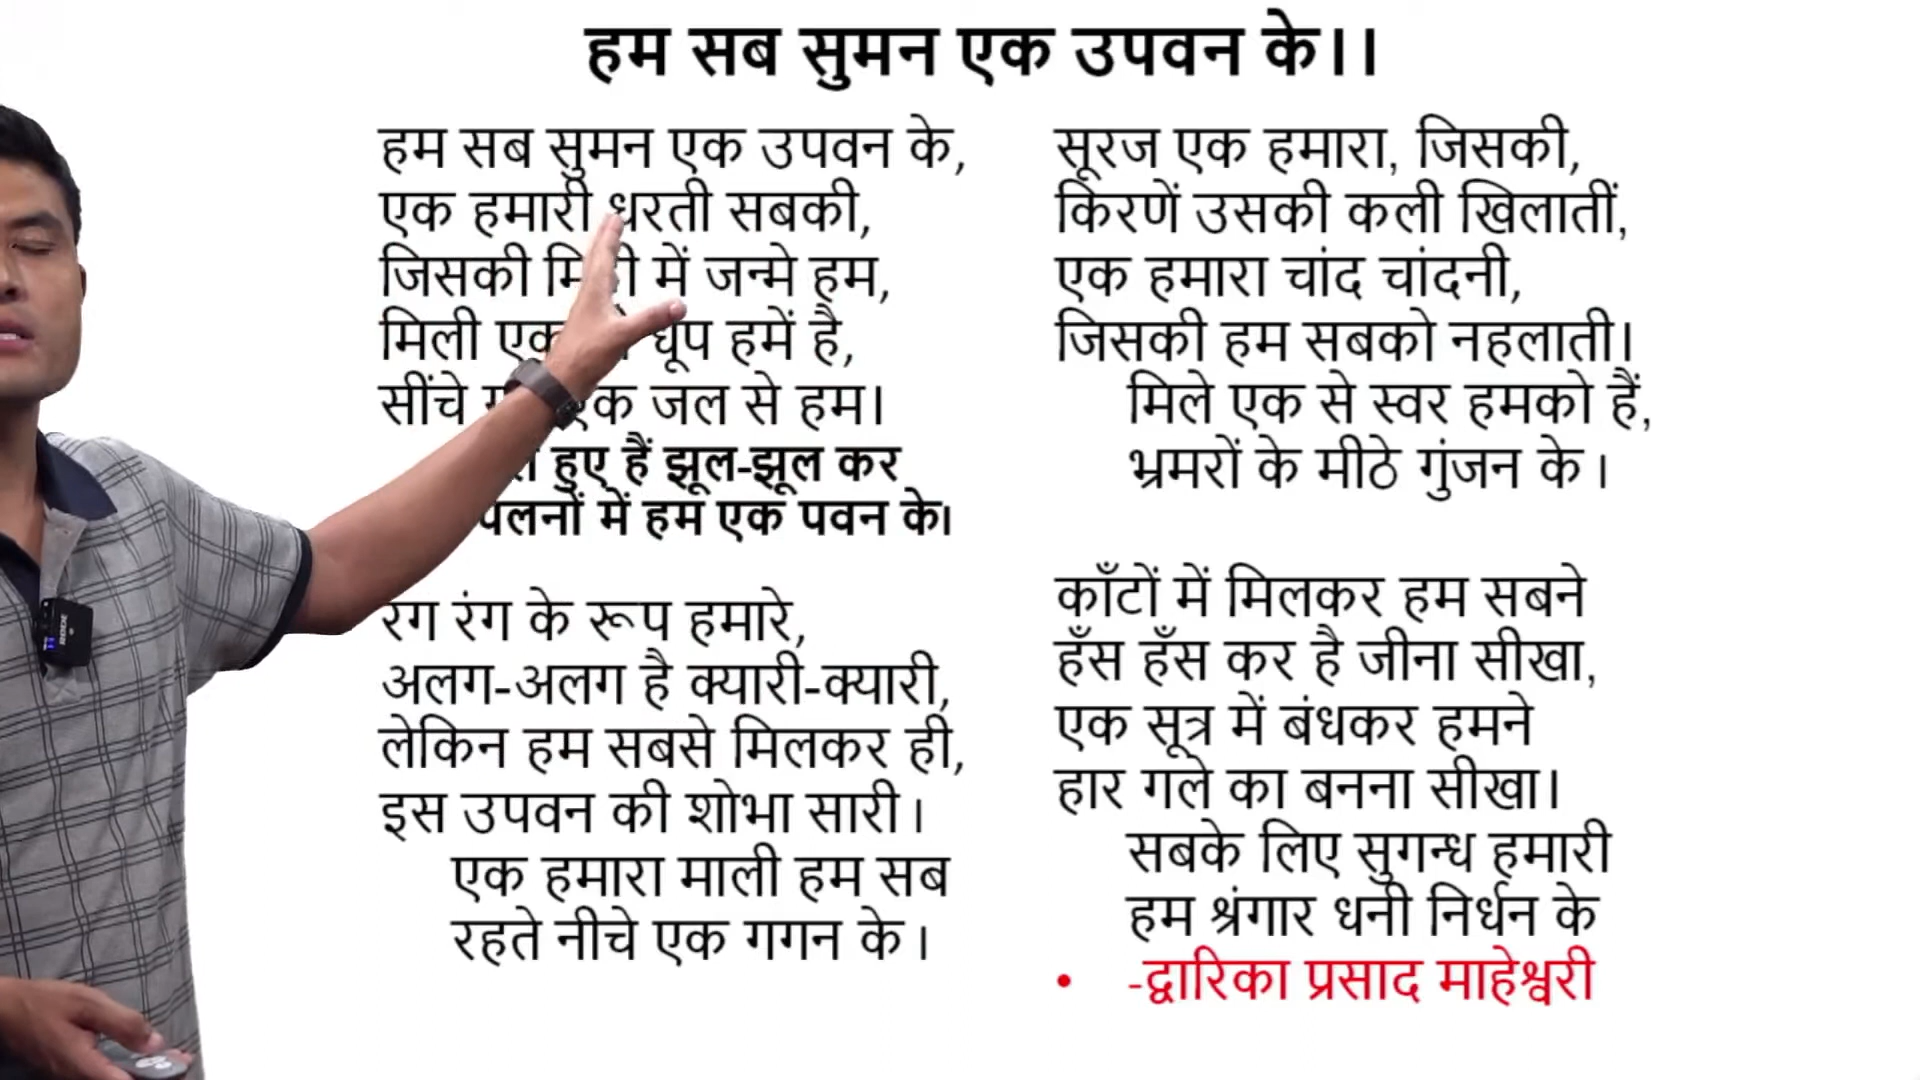 हम सब सुमन एक उपवन के।।
हम सब सुमन एक उपवन के,
एक हमारी धरती सबकी,
जिसकी में जन्मे हम,
मिली धूप हमें है,
सींचे एक जल से हम।
हुए हैं झूल-झूल कर
पलनों में हम एक पवन के।
रंग रंग के रूप हमारे,
अलग-अलग है क्यारी-क्यारी,
लेकिन हम सबसे मिलकर ही,
इस उपवन की शोभा सारी।
एक हमारा माली हम सब
रहते नीचे एक गगन के।
सूरज एक हमारा, जिसकी,
किरणें उसकी कली खिलातीं,
एक हमारा चांद चांदनी,
जिसकी हम सबको नहलाती।
मिले एक से स्वर हमको हैं,
भ्रमरों के मीठे गुंजन के।
काँटों में मिलकर हम सबने
हँस हँस कर है जीना सीखा,
एक सूत्र में बंधकर हमने
हार गले का बनना सीखा।
सबके लिए सुगन्ध हमारी
हम श्रंगार धनी निर्धन के
• -द्वारिका प्रसाद माहेश्वरी
RODE